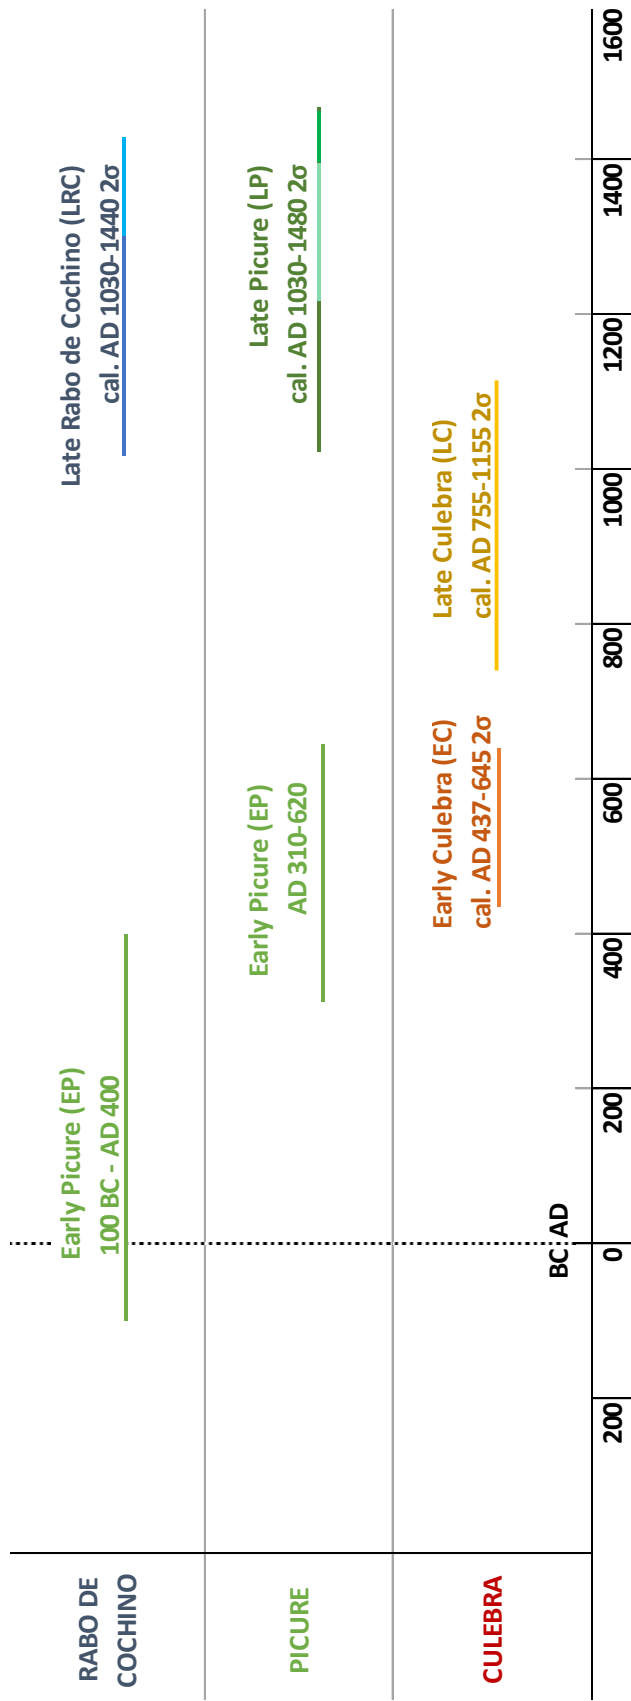 RABO DE
COCHINO
Early Picure (EP)
100 BC - AD 400
Late Rabo de Cochino (LRC)
cal. AD 1030-1440 2σ
PICURE
Early Picure (EP)
AD 310-620
Late Picure (LP)
cal. AD 1030-1480 2σ
CULEBRA
Early Culebra (EC)
cal. AD 437-645 2σ
Late Culebra (LC)
cal. AD 755-1155 2σ
BC AD
200 0 200 400 600 800 1000 1200 1400 1600